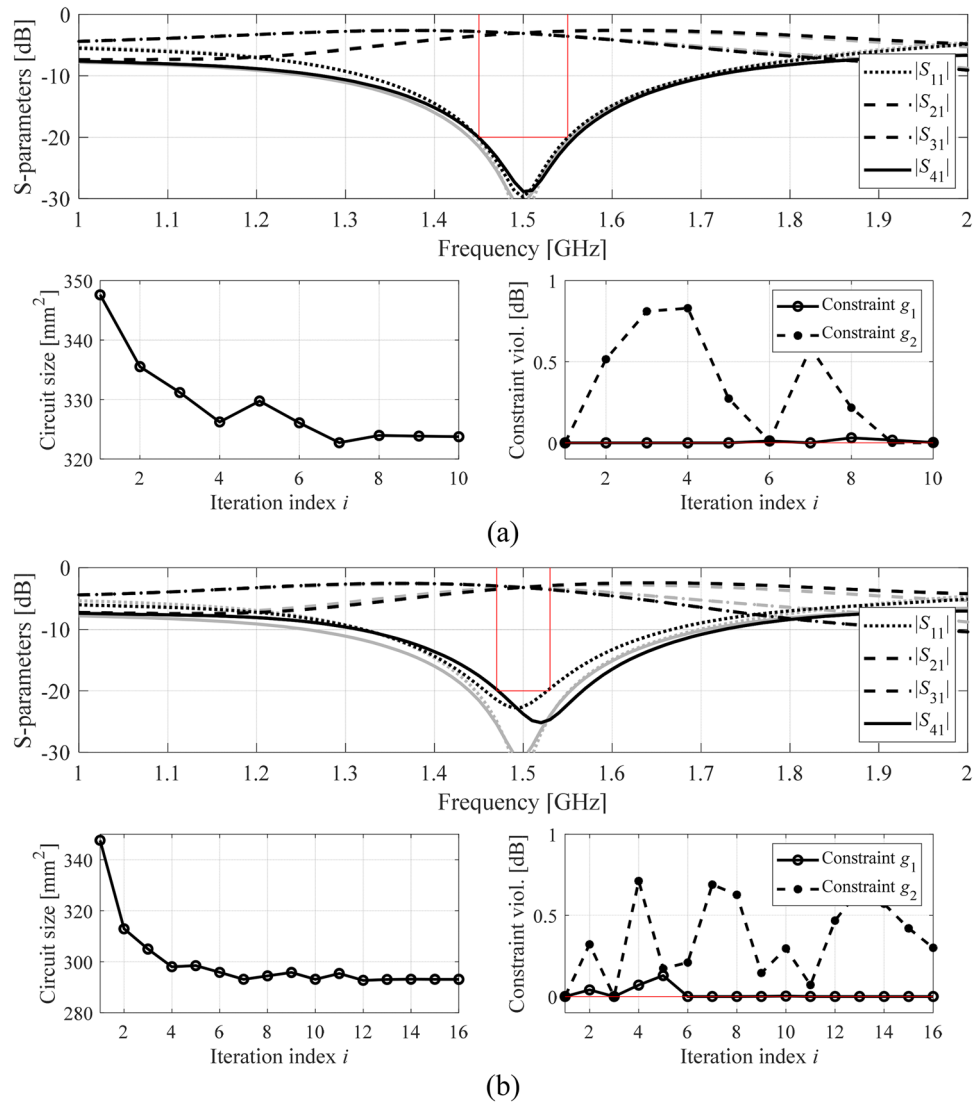 0
-10
-20
-30
S-parameters [dB]
|S11|
|S21|
|S31|
|S41|
1 1.1 1.2 1.3 1.4 1.5 1.6 1.7 1.8 1.9 2
Frequency [GHz]
350
340
330
320
Circuit size [mm2]
2 4 6 8 10
Iteration index i
1
0.5
0
Constraint viol. [dB]
Constraint g1
Constraint g2
2 4 6 8 10
Iteration index i
(a)
0
-10
-20
-30
S-parameters [dB]
|S11|
|S21|
|S31|
|S41|
1 1.1 1.2 1.3 1.4 1.5 1.6 1.7 1.8 1.9 2
Frequency [GHz]
340
320
300
280
Circuit size [mm2]
2 4 6 8 10 12 14 16
Iteration index i
1
0.5
0
Constraint viol. [dB]
Constraint g1
Constraint g2
2 4 6 8 10 12 14 16
Iteration index i
(b)